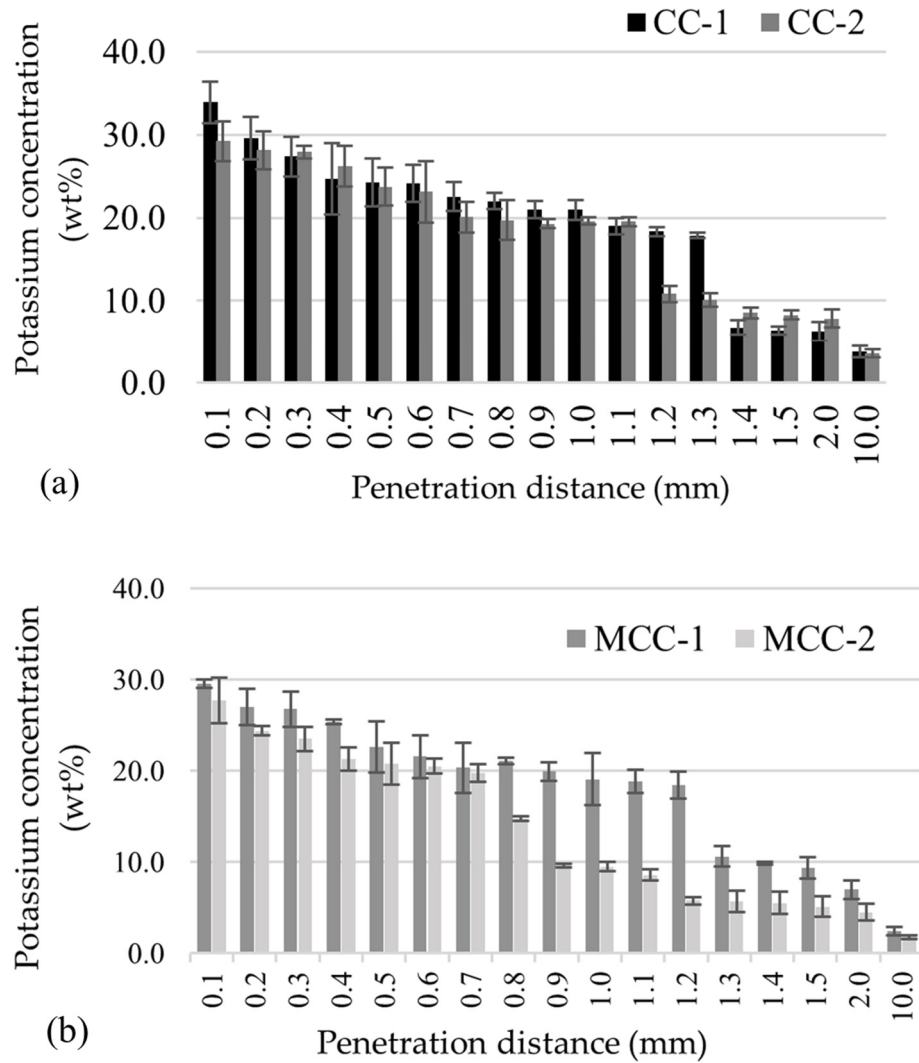 CC-1 CC-2
40.0
30.0
20.0
10.0
0.0
Potassium concentration
(wt%)
0.1 0.2 0.3 0.4 0.5 0.6 0.7 0.8 0.9 1.0 1.1 1.2 1.3 1.4 1.5 2.0 10.0
Penetration distance (mm)
(a)
MCC-1 MCC-2
40.0
30.0
20.0
10.0
0.0
Potassium concentration
(wt%)
0.1 0.2 0.3 0.4 0.5 0.6 0.7 0.8 0.9 1.0 1.1 1.2 1.3 1.4 1.5 2.0 10.0
Penetration distance (mm)
(b)